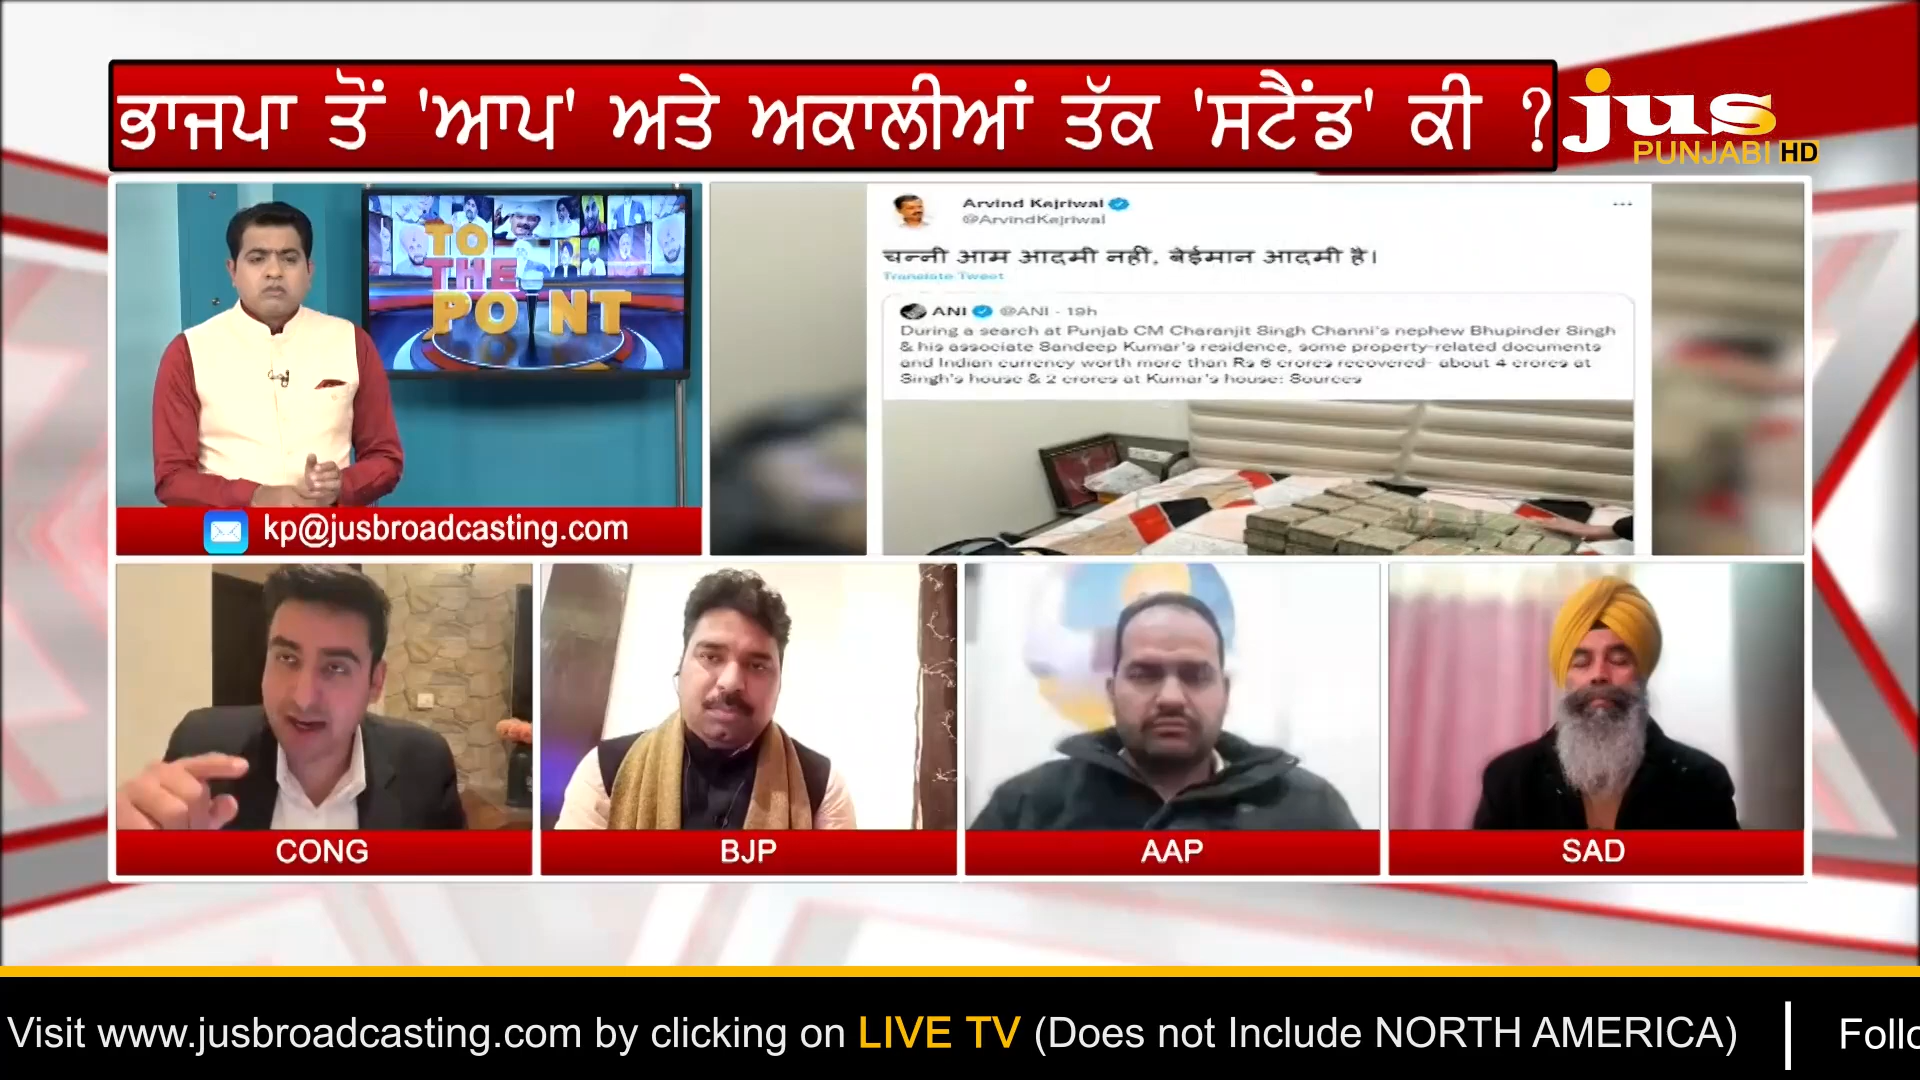 ਭਾਜਪਾ ਤੋਂ 'ਆਪ' ਅਤੇ ਅਕਾਲੀਆਂ ਤੱਕ 'ਸਟੈਂਡ' ਕੀ ?
jus
PUNJABI HD
TO
THE
POINT
kp@jusbroadcasting.com
Arvind Kejriwal
@ArvindKejriwal
चन्नी आम आदमी नहीं, बेईमान आदमी है।
Translate Tweet
ANI @ANI · 19h
During a search at Punjab CM Charanjit Singh Channi's nephew Bhupinder Singh
& his associate Sandeep Kumar's residence, some property-related documents
and Indian currency worth more than Rs 6 crores recovered- about 4 crores at
Singh's house & 2 crores at Kumar's house: Sources
CONG
BJP
AAP
SAD
Visit www.jusbroadcasting.com by clicking on LIVE TV (Does not Include NORTH AMERICA) | Follo